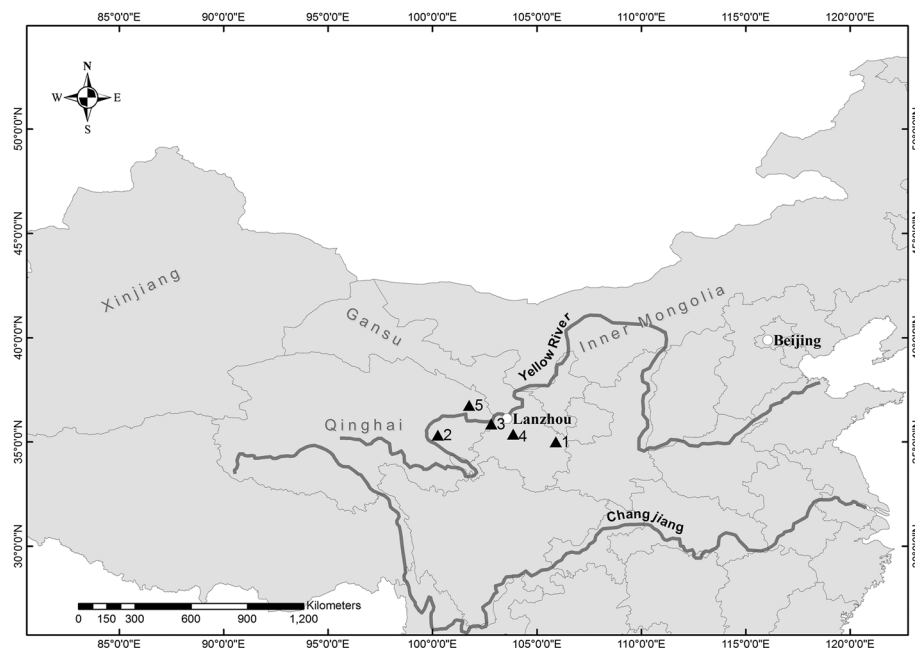 85°0'0"E 90°0'0"E 95°0'0"E 100°0'0"E 105°0'0"E 110°0'0"E 115°0'0"E 120°0'0"E
N
W E
S
50°0'0"N
45°0'0"N
40°0'0"N
35°0'0"N
30°0'0"N
Xinjiang
Gansu
Yellow River
Inner Mongolia
Beijing
5
3 Lanzhou
Qinghai
2
4
1
Changjiang
Kilometers
0 150 300 600 900 1,200
85°0'0"E 90°0'0"E 95°0'0"E 100°0'0"E 105°0'0"E 110°0'0"E 115°0'0"E 120°0'0"E